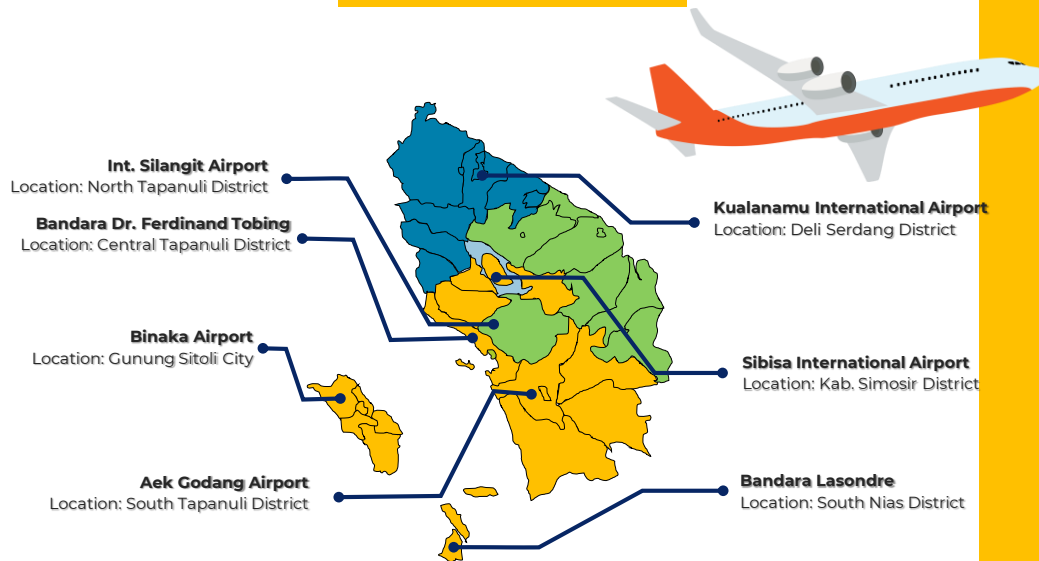 Int. Silangit Airport
Location: North Tapanuli District
Bandara Dr. Ferdinand Tobing
Location: Central Tapanuli District
Binaka Airport
Location: Gunung Sitoli City
Aek Godang Airport
Location: South Tapanuli District
Kualanamu International Airport
Location: Deli Serdang District
Sibisa International Airport
Location: Kab. Simosir District
Bandara Lasondre
Location: South Nias District